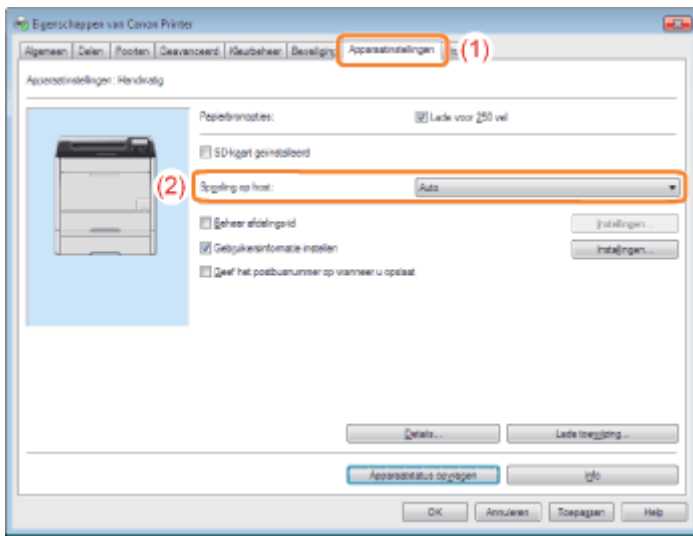 Eigenschappen van Canon Printer
Algemeen Delen Poorten Geavanceerd Kleurbeheer Beveiliging Apparaatinstellingen (1)
Apparaatinstellingen: Handmatig
Papierbronopties: Lade voor 250 vel
SD-kaart geïnstalleerd
(2) Spooling op host: Auto
Beheer afdelings-id Instellingen...
Gebruikersinformatie instellen Instellingen...
Geef het postbusnummer op wanneer u opslaat
Details... Lade toewijzing...
Apparaatstatus opvragen Info
OK Annuleren Toepassen Help